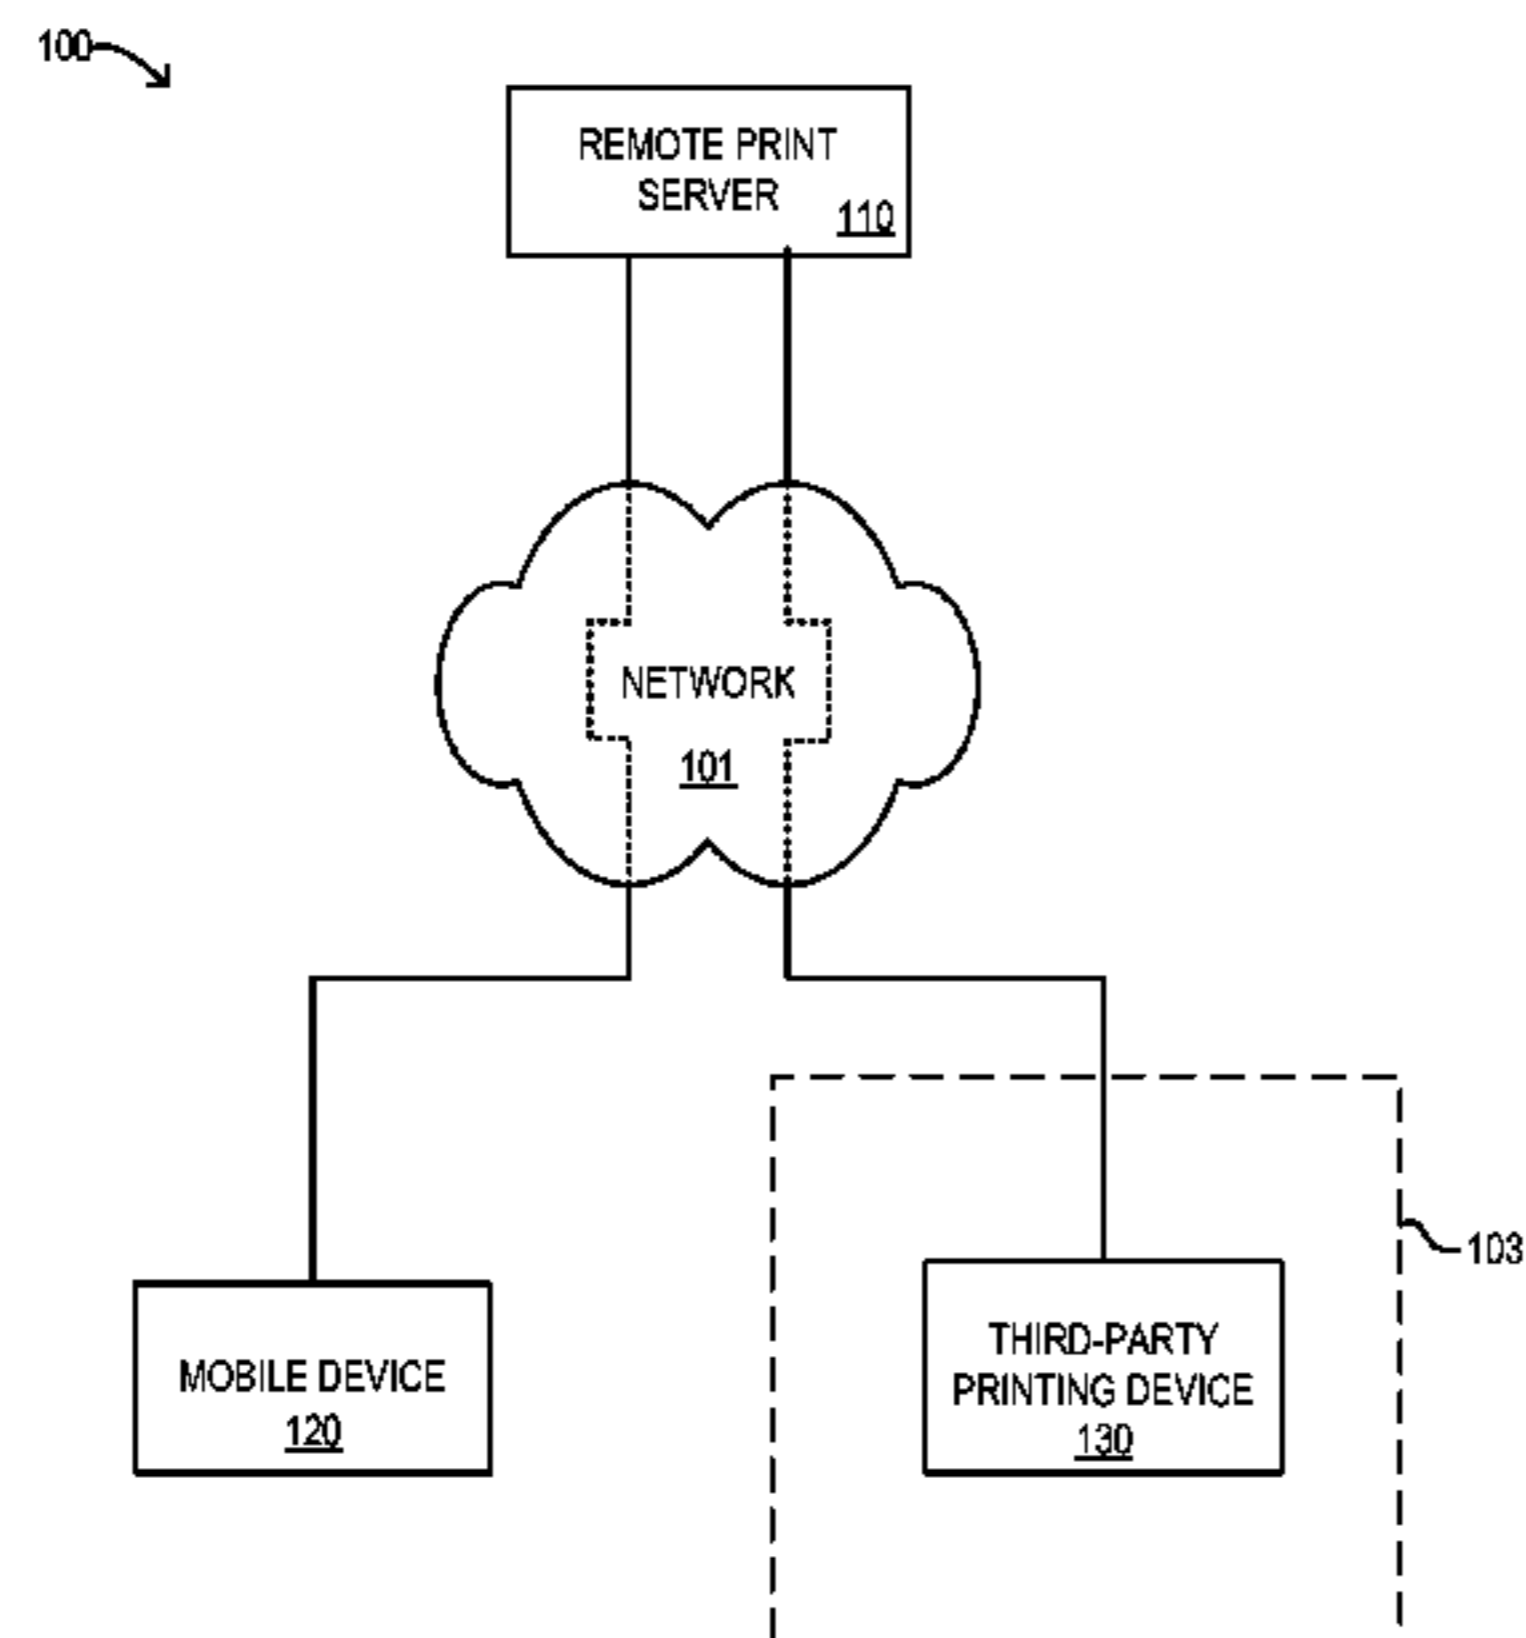 100
REMOTE PRINT
SERVER
110
NETWORK
101
103
MOBILE DEVICE
120
THIRD-PARTY
PRINTING DEVICE
130